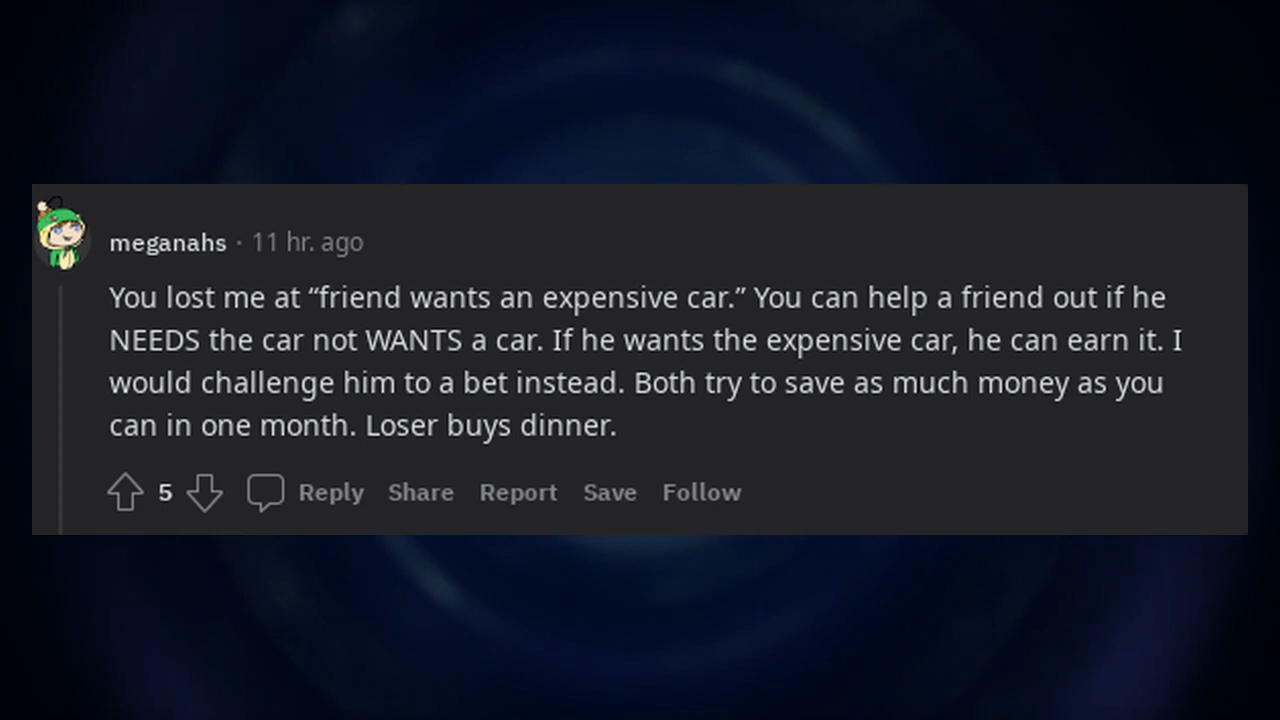 meganahs · 11 hr. ago
You lost me at “friend wants an expensive car.” You can help a friend out if he
NEEDS the car not WANTS a car. If he wants the expensive car, he can earn it. I
would challenge him to a bet instead. Both try to save as much money as you
can in one month. Loser buys dinner.
5 Reply Share Report Save Follow